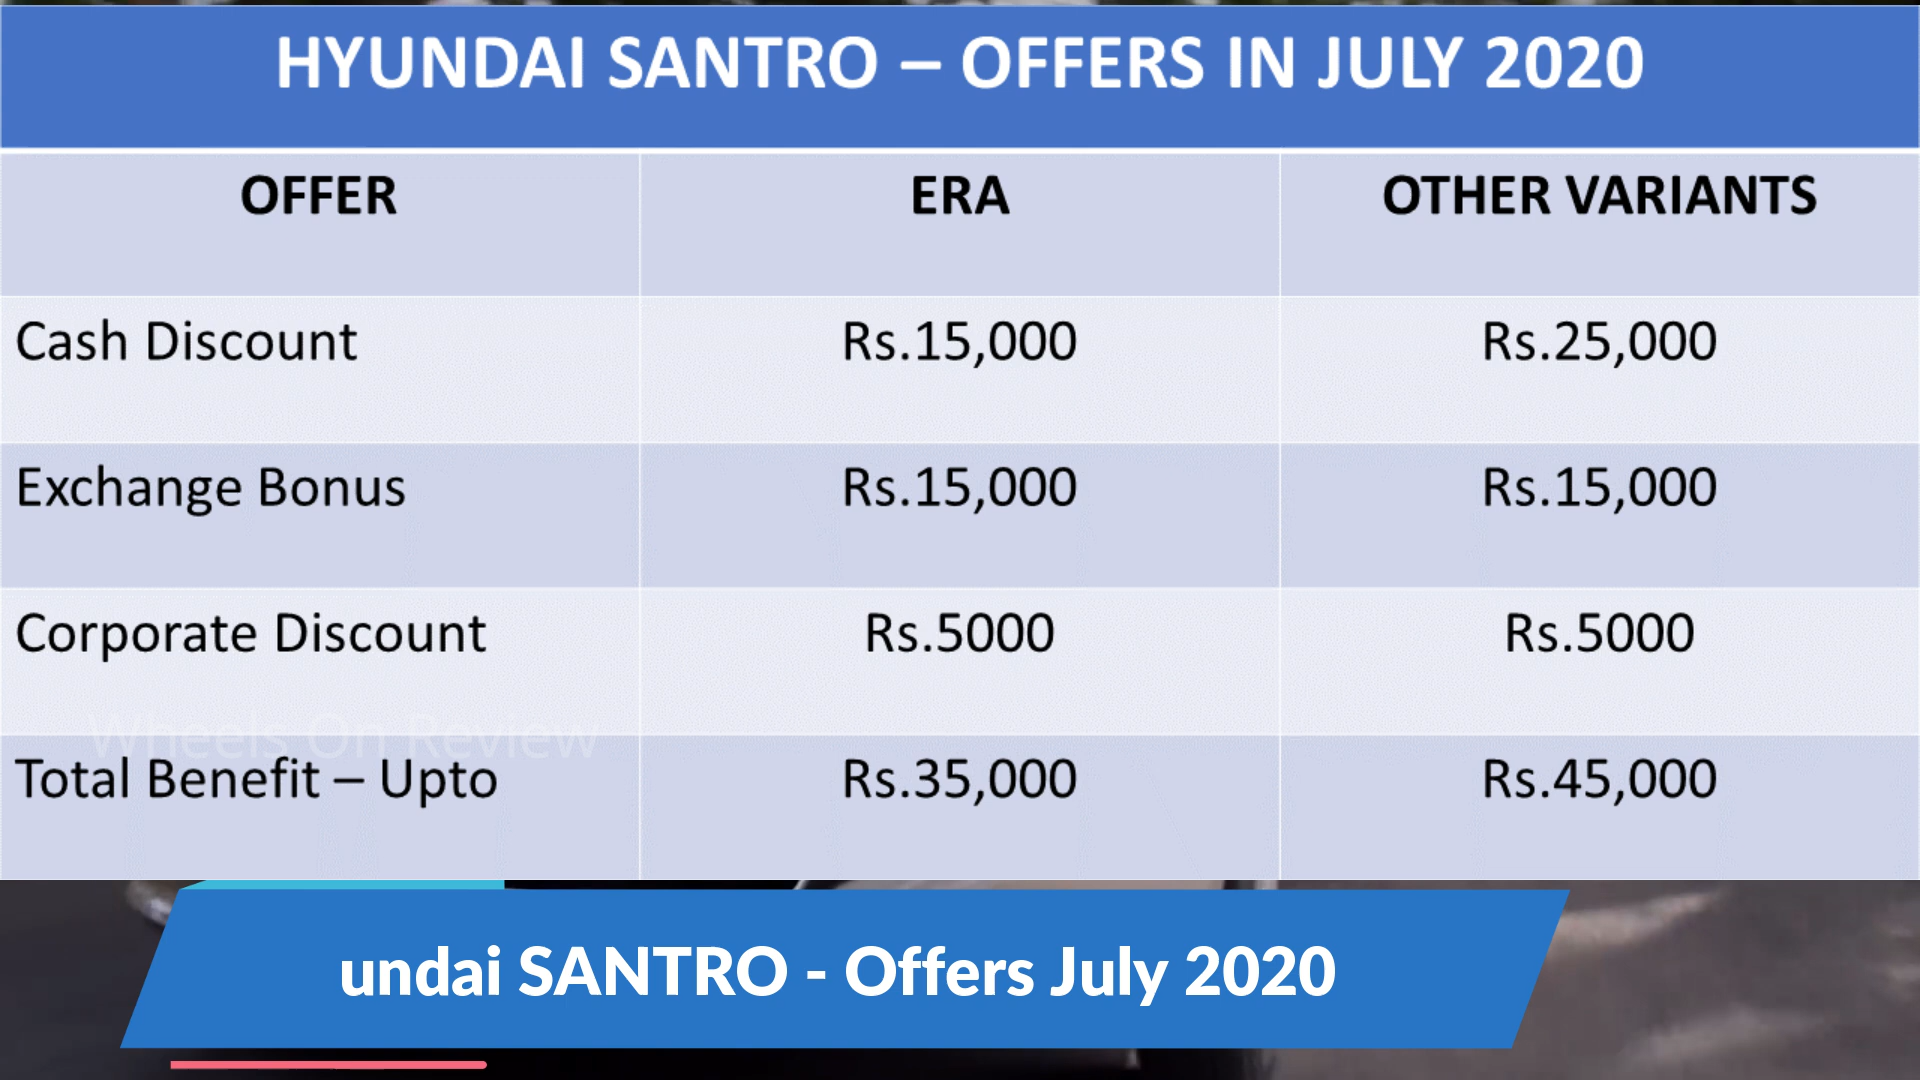 HYUNDAI SANTRO – OFFERS IN JULY 2020
OFFER ERA OTHER VARIANTS
Cash Discount Rs.15,000 Rs.25,000
Exchange Bonus Rs.15,000 Rs.15,000
Corporate Discount Rs.5000 Rs.5000
Wheels On Review
Total Benefit – Upto Rs.35,000 Rs.45,000
undai SANTRO - Offers July 2020